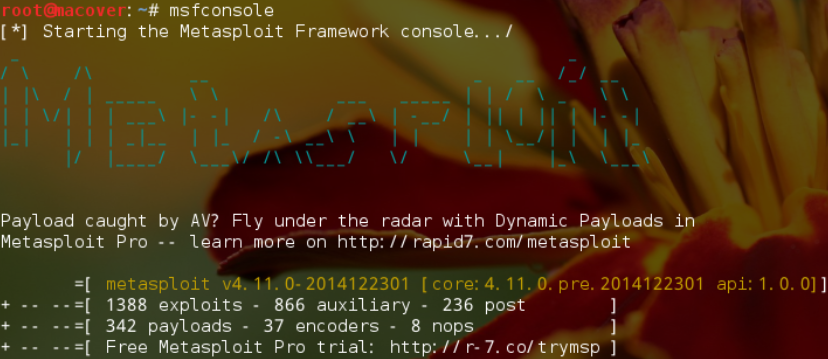 root@macover:~# msfconsole
[*] Starting the Metasploit Framework console.../
Metasploit
Payload caught by AV? Fly under the radar with Dynamic Payloads in
Metasploit Pro -- learn more on http://rapid7.com/metasploit
=[ metasploit v4.11.0-2014122301 [core:4.11.0.pre.2014122301 api:1.0.0]]
+ -- --=[ 1388 exploits - 866 auxiliary - 236 post ]
+ -- --=[ 342 payloads - 37 encoders - 8 nops ]
+ -- --=[ Free Metasploit Pro trial: http://r-7.co/trymsp ]